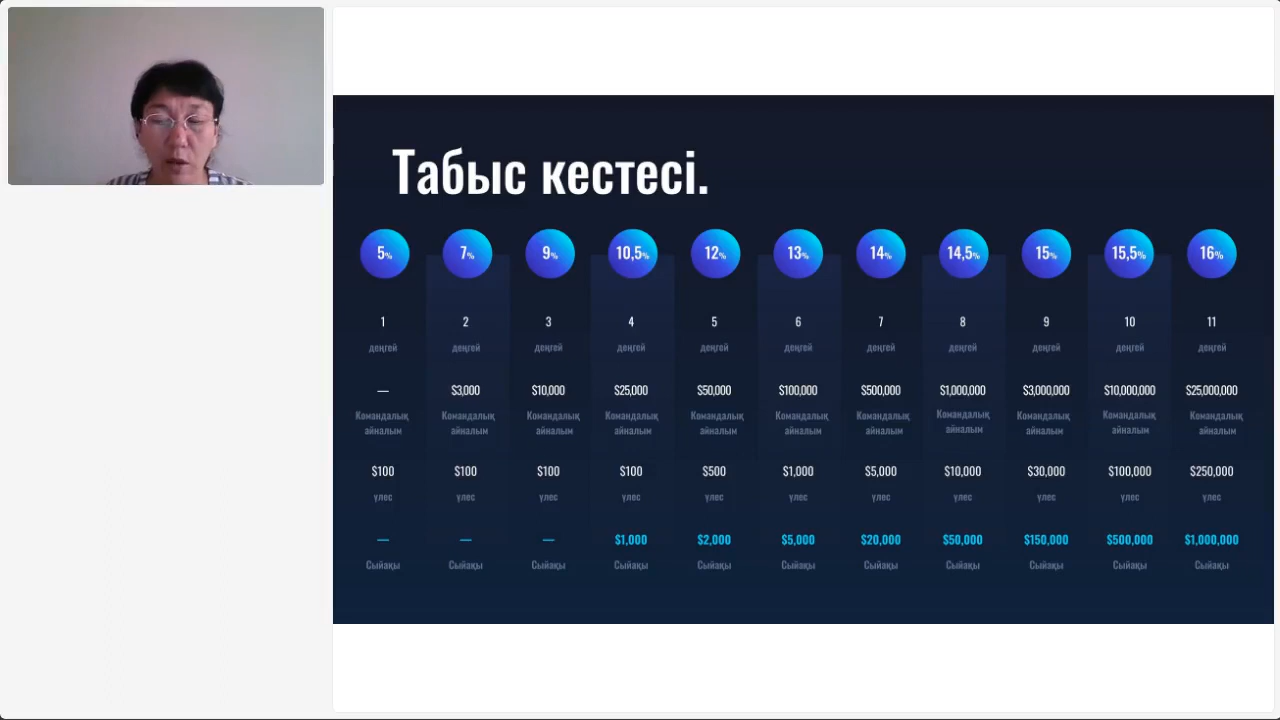 Табыс кестесі.
5% 7% 9% 10,5% 12% 13% 14% 14,5% 15% 15,5% 16%
1 2 3 4 5 6 7 8 9 10 11
деңгей деңгей деңгей деңгей деңгей деңгей деңгей деңгей деңгей деңгей деңгей
— $3,000 $10,000 $25,000 $50,000 $100,000 $500,000 $1,000,000 $3,000,000 $10,000,000 $25,000,000
Командалық Командалық Командалық Командалық Командалық Командалық Командалық Командалық Командалық Командалық Командалық
айналым айналым айналым айналым айналым айналым айналым айналым айналым айналым айналым
$100 $100 $100 $100 $500 $1,000 $5,000 $10,000 $30,000 $100,000 $250,000
үлес үлес үлес үлес үлес үлес үлес үлес үлес үлес үлес
— — — $1,000 $2,000 $5,000 $20,000 $50,000 $150,000 $500,000 $1,000,000
Сыйақы Сыйақы Сыйақы Сыйақы Сыйақы Сыйақы Сыйақы Сыйақы Сыйақы Сыйақы Сыйақы